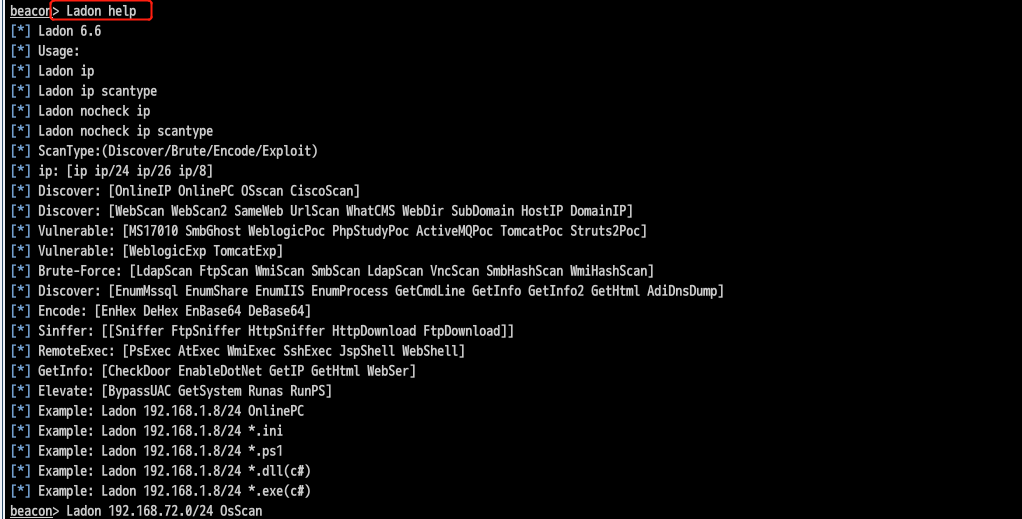 beacon> Ladon help
[*] Ladon 6.6
[*] Usage:
[*] Ladon ip
[*] Ladon ip scantype
[*] Ladon nocheck ip
[*] Ladon nocheck ip scantype
[*] ScanType:(Discover/Brute/Encode/Exploit)
[*] ip: [ip ip/24 ip/26 ip/8]
[*] Discover: [OnlineIP OnlinePC OSscan CiscoScan]
[*] Discover: [WebScan WebScan2 SameWeb UrlScan WhatCMS WebDir SubDomain HostIP DomainIP]
[*] Vulnerable: [MS17010 SmbGhost WeblogicPoc PhpStudyPoc ActiveMQPoc TomcatPoc Struts2Poc]
[*] Vulnerable: [WeblogicExp TomcatExp]
[*] Brute-Force: [LdapScan FtpScan WmiScan SmbScan LdapScan VncScan SmbHashScan WmiHashScan]
[*] Discover: [EnumMssql EnumShare EnumIIS EnumProcess GetCmdLine GetInfo GetInfo2 GetHtml AdiDnsDump]
[*] Encode: [EnHex DeHex EnBase64 DeBase64]
[*] Sinffer: [[Sniffer FtpSniffer HttpSniffer HttpDownload FtpDownload]]
[*] RemoteExec: [PsExec AtExec WmiExec SshExec JspShell WebShell]
[*] GetInfo: [CheckDoor EnableDotNet GetIP GetHtml WebSer]
[*] Elevate: [BypassUAC GetSystem Runas RunPS]
[*] Example: Ladon 192.168.1.8/24 OnlinePC
[*] Example: Ladon 192.168.1.8/24 *.ini
[*] Example: Ladon 192.168.1.8/24 *.ps1
[*] Example: Ladon 192.168.1.8/24 *.dll(c#)
[*] Example: Ladon 192.168.1.8/24 *.exe(c#)
beacon> Ladon 192.168.72.0/24 OsScan